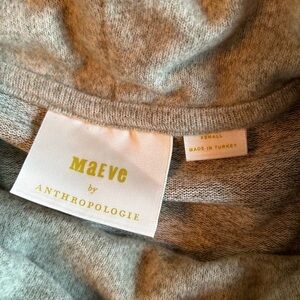 MaEVe
by
ANTHROPOLOGIE
XSMALL
MADE IN TURKEY